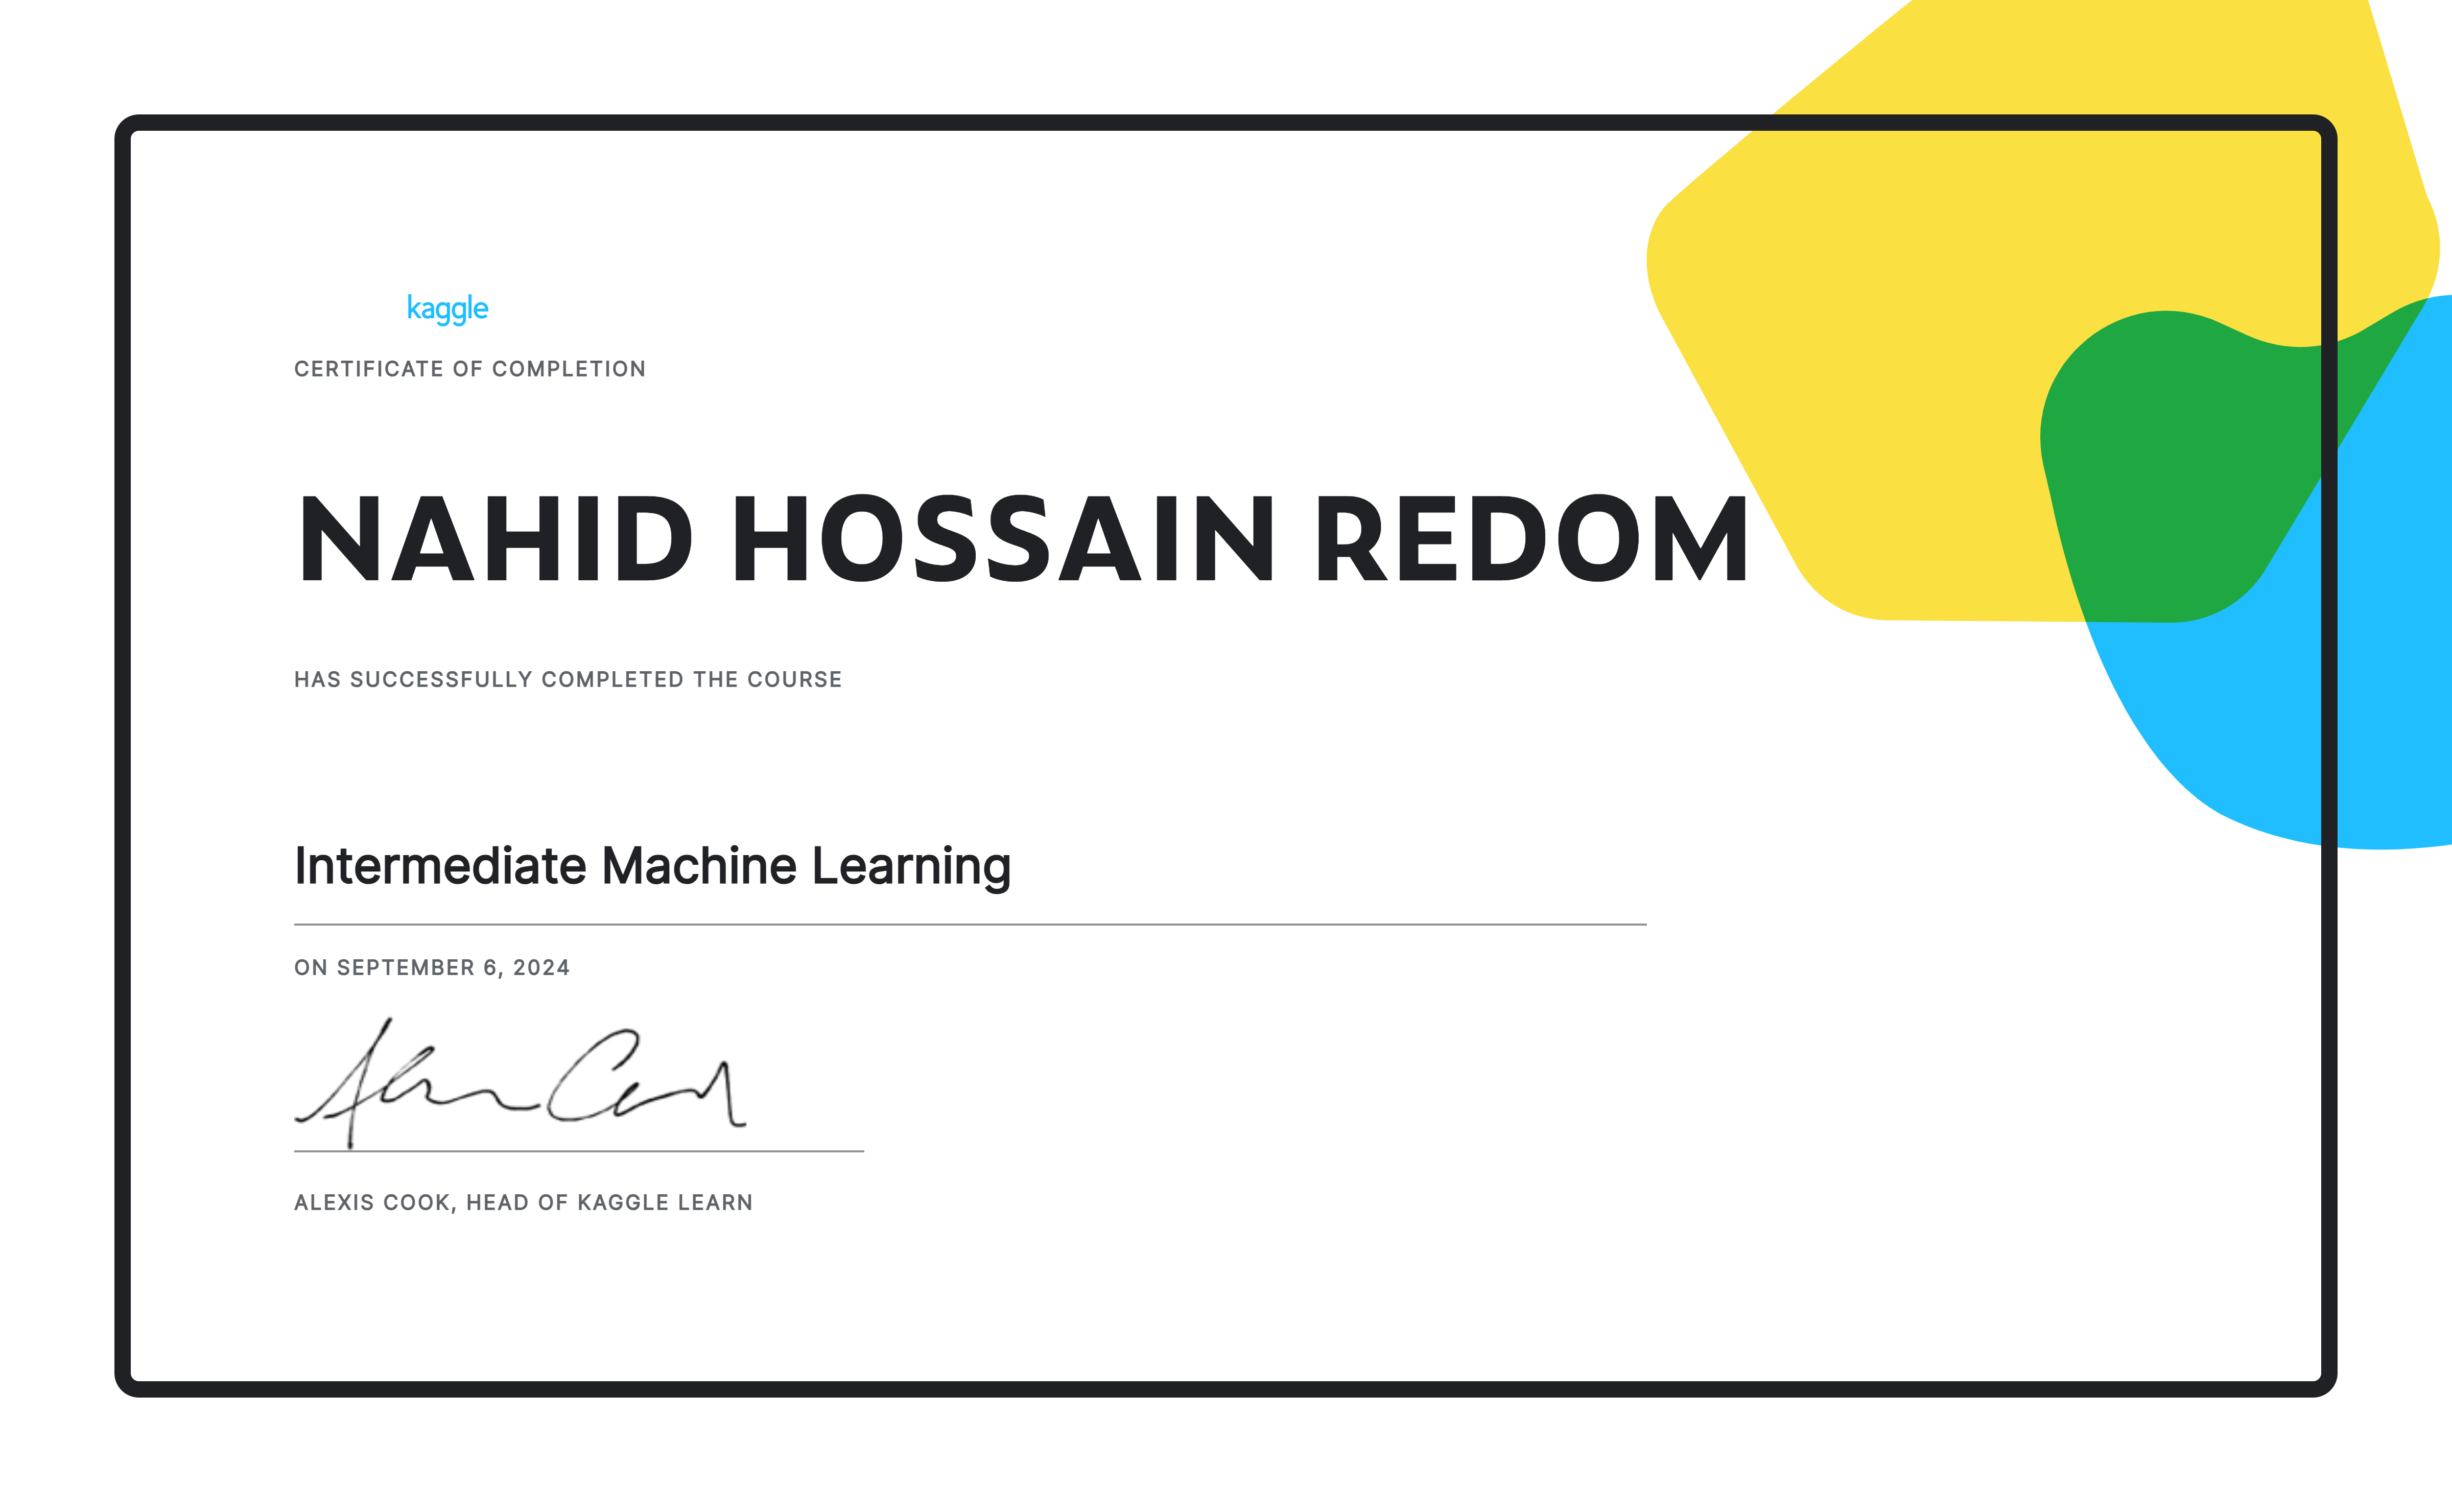 kaggle
CERTIFICATE OF COMPLETION
NAHID HOSSAIN REDOM
HAS SUCCESSFULLY COMPLETED THE COURSE
Intermediate Machine Learning
ON SEPTEMBER 6, 2024
ALEXIS COOK, HEAD OF KAGGLE LEARN